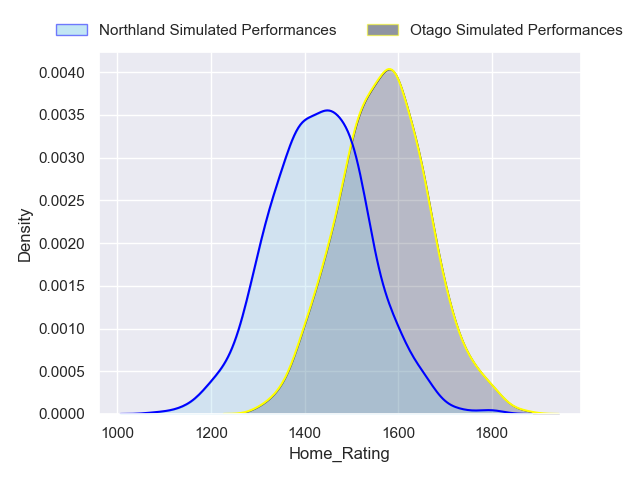 Northland Simulated Performances
Otago Simulated Performances
0.0040
0.0035
0.0030
0.0025
0.0020
0.0015
0.0010
0.0005
0.0000
Density
1000 1200 1400 1600 1800
Home_Rating